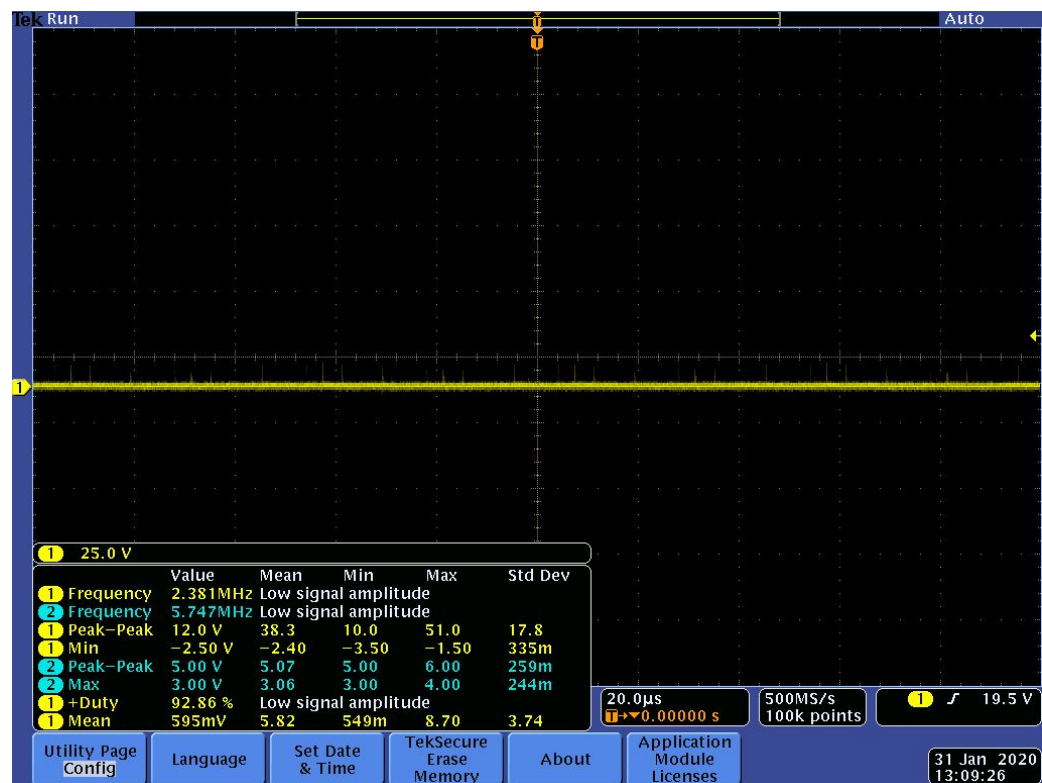 Tek Run
Auto
T
T
1
1 25.0 V
Value Mean Min Max Std Dev
1 Frequency 2.381MHz Low signal amplitude
2 Frequency 5.747MHz Low signal amplitude
1 Peak−Peak 12.0 V 38.3 10.0 51.0 17.8
1 Min −2.50 V −2.40 −3.50 −1.50 335m
2 Peak−Peak 5.00 V 5.07 5.00 6.00 259m
2 Max 3.00 V 3.06 3.00 4.00 244m
1 +Duty 92.86 % Low signal amplitude
1 Mean 595mV 5.82 549m 8.70 3.74
20.0µs
T→▼0.00000 s
500MS/s
100k points
1 ∫ 19.5 V
Utility Page
Config
Language
Set Date
& Time
TekSecure
Erase
Memory
About
Application
Module
Licenses
31 Jan 2020
13:09:26